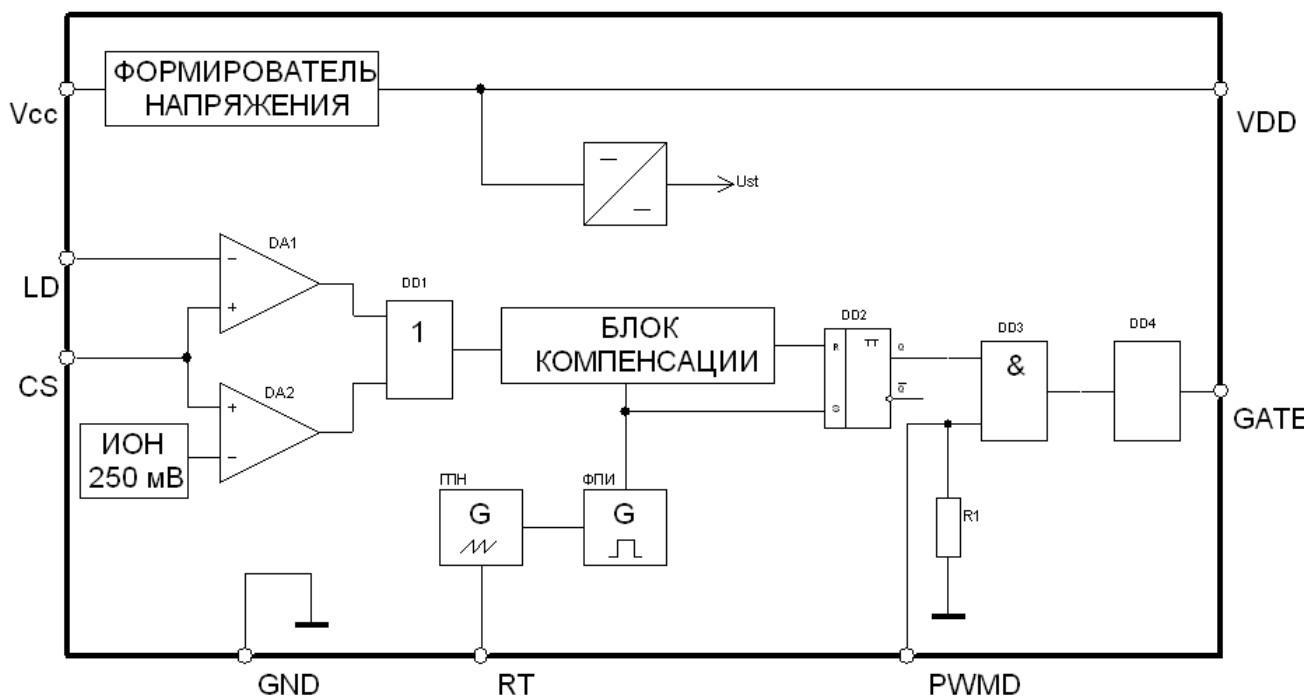 ФОРМИРОВАТЕЛЬ
НАПРЯЖЕНИЯ
Vcc
VDD
Ust
DA1
LD
DD1
1
БЛОК
КОМПЕНСАЦИИ
DD2
R
TT
Q
DD3
&
DD4
CS
DA2
Q
GATE
ИОН
250 мВ
ГПН
G
ФПИ
G
R1
GND
RT
PWMD